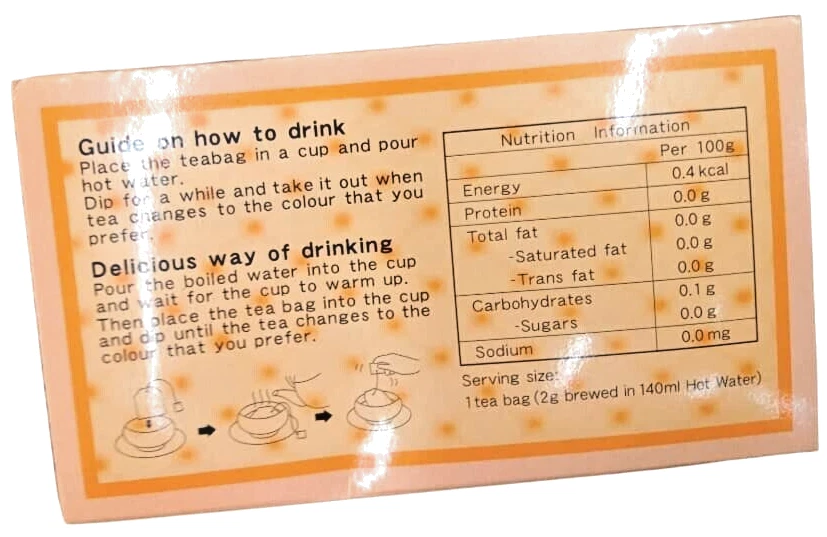 Guide on how to drink
Place the teabag in a cup and pour
hot water.
Dip for a while and take it out when
tea changes to the colour that you
prefer.
Delicious way of drinking
Pour the boiled water into the cup
and wait for the cup to warm up.
Then place the tea bag into the cup
and dip until the tea changes to the
colour that you prefer.
Nutrition Information
Per 100g
Energy 0.4 kcal
Protein 0.0 g
Total fat 0.0 g
-Saturated fat 0.0 g
-Trans fat 0.0 g
Carbohydrates 0.1 g
-Sugars 0.0 g
Sodium 0.0 mg
Serving size:
1 tea bag (2g brewed in 140ml Hot Water)